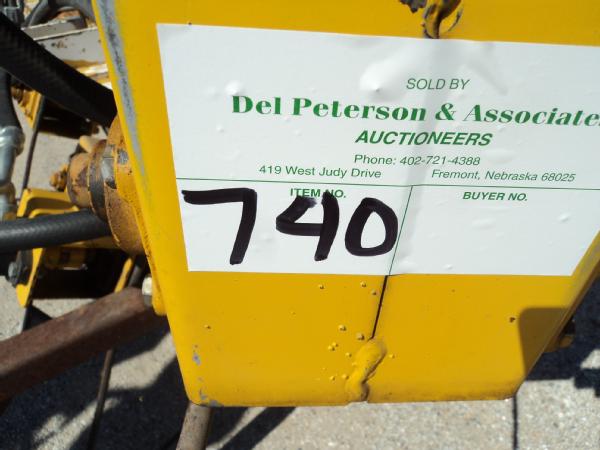 SOLD BY
Del Peterson & Associates
AUCTIONEERS
Phone: 402-721-4388
419 West Judy Drive Fremont, Nebraska 68025
ITEM NO. BUYER NO.
740